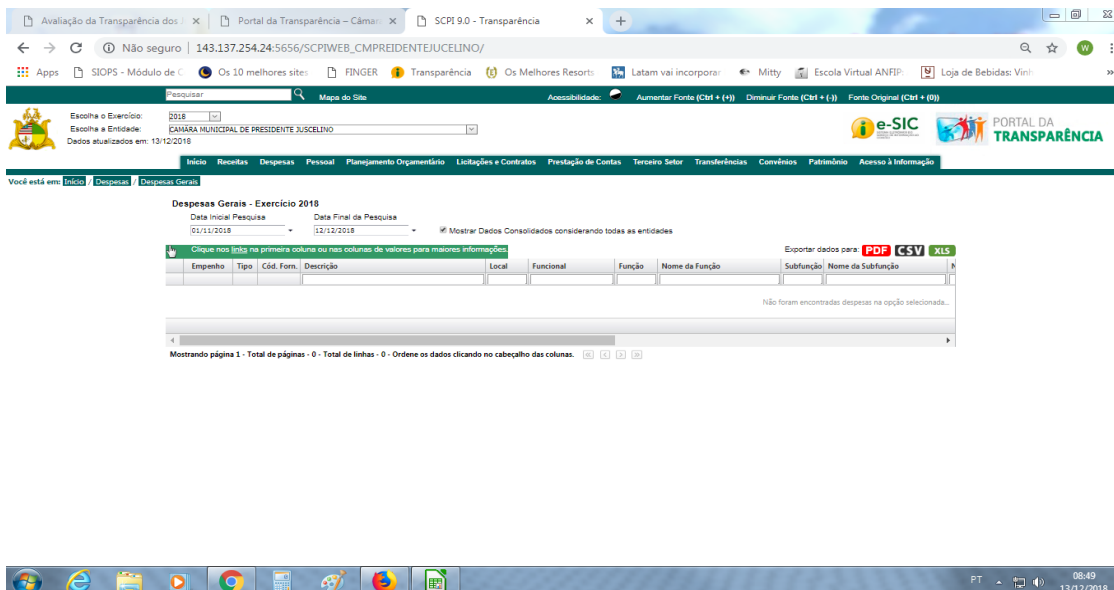 Avaliação da Transparência dos
Portal da Transparência – Câmar
SCPI 9.0 - Transparência
Não seguro | 143.137.254.24:5656/SCPIWEB_CMPREIDENTEJUCELINO/
W
Apps SIOPS - Módulo de C Os 10 melhores sites FINGER Transparência Os Melhores Resorts Latam vai incorporar Mitty Escola Virtual ANFIP: Loja de Bebidas: Vinh
Pesquisar Mapa do Site Acessibilidade: Aumentar Fonte (Ctrl + (+)) Diminuir Fonte (Ctrl + (-)) Fonte Original (Ctrl + (0))
Escolha o Exercício: 2018
Escolha a Entidade: CAMÂRA MUNICIPAL DE PRESIDENTE JUSCELINO
Dados atualizados em: 13/12/2018
e-SIC
PORTAL DA
TRANSPARÊNCIA
Início Receitas Despesas Pessoal Planejamento Orçamentário Licitações e Contratos Prestação de Contas Terceiro Setor Transferências Convênios Patrimônio Acesso à Informação
Você está em: Início / Despesas / Despesas Gerais
Despesas Gerais - Exercício 2018
Data Inicial Pesquisa Data Final da Pesquisa
01/11/2018 12/12/2018 Mostrar Dados Consolidados considerando todas as entidades
Clique nos links na primeira coluna ou nas colunas de valores para maiores informações. Exportar dados para: PDF CSV XLS
Empenho Tipo Cód. Forn. Descrição Local Funcional Função Nome da Função Subfunção Nome da Subfunção
Não foram encontradas despesas na opção selecionada...
Mostrando página 1 - Total de páginas - 0 - Total de linhas - 0 - Ordene os dados clicando no cabeçalho das colunas.
PT 08:49
13/12/2018